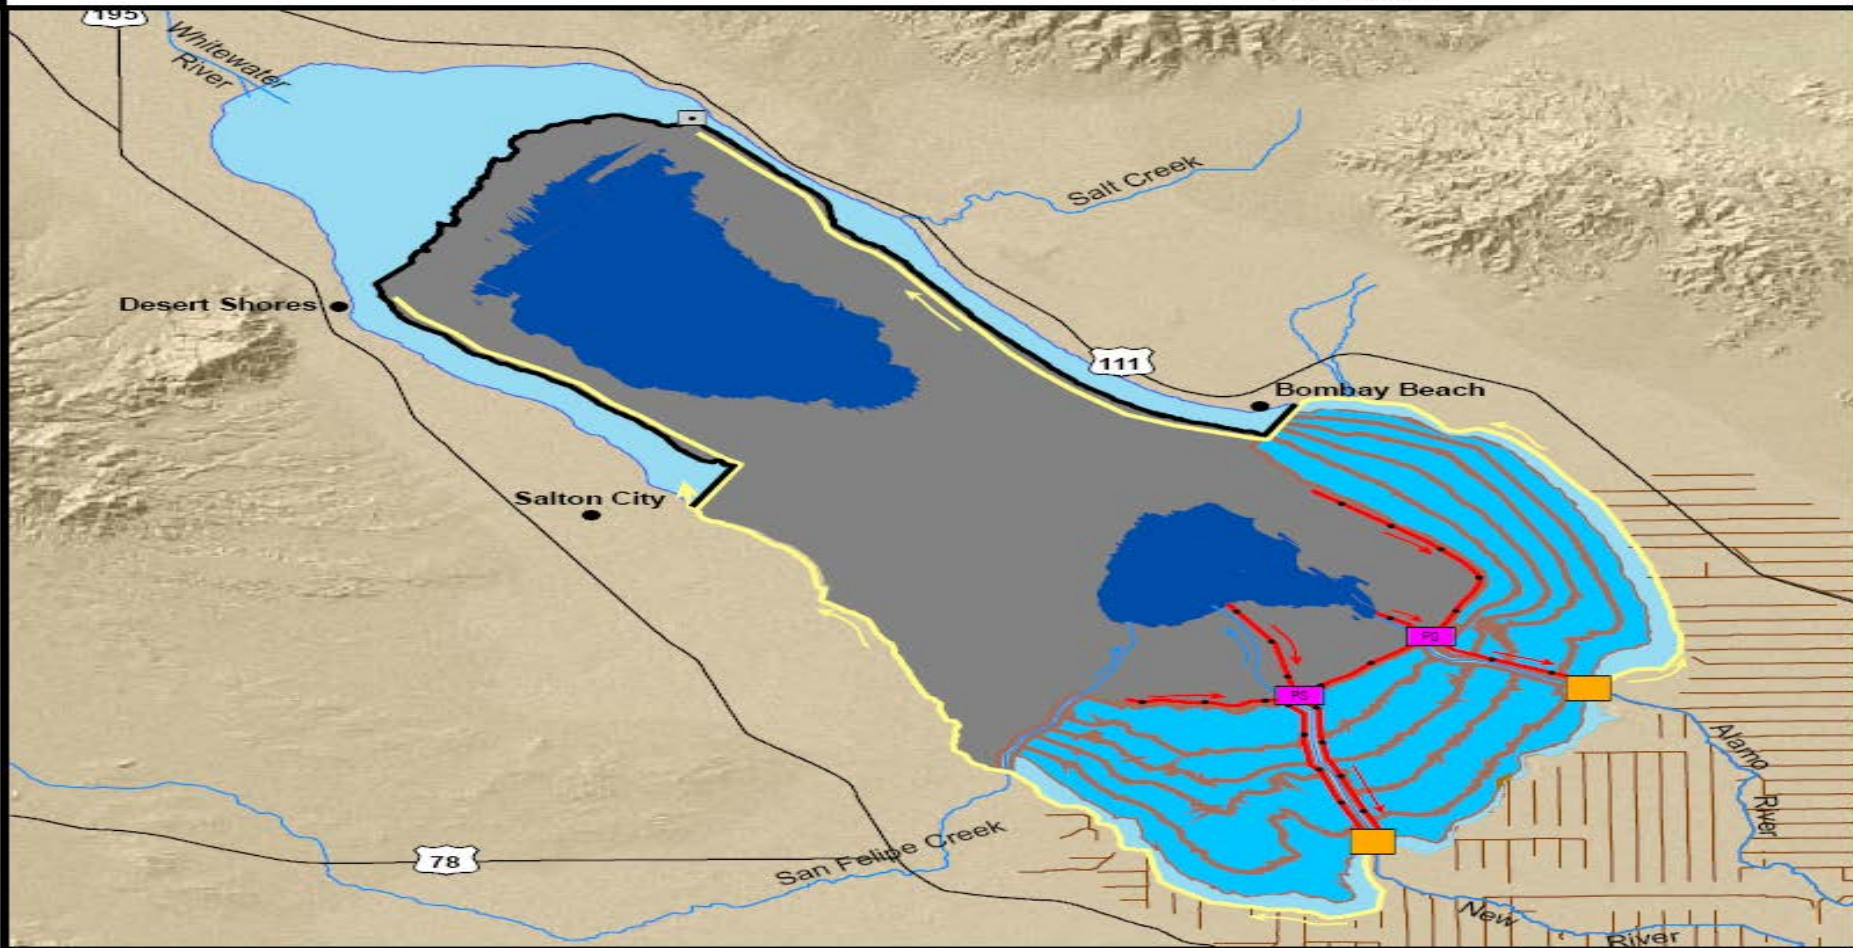 195
Whitewater
River
Salt Creek
Desert Shores
111
Bombay Beach
Salton City
PS
PS
Alamo
River
78
San Felipe Creek
New
River